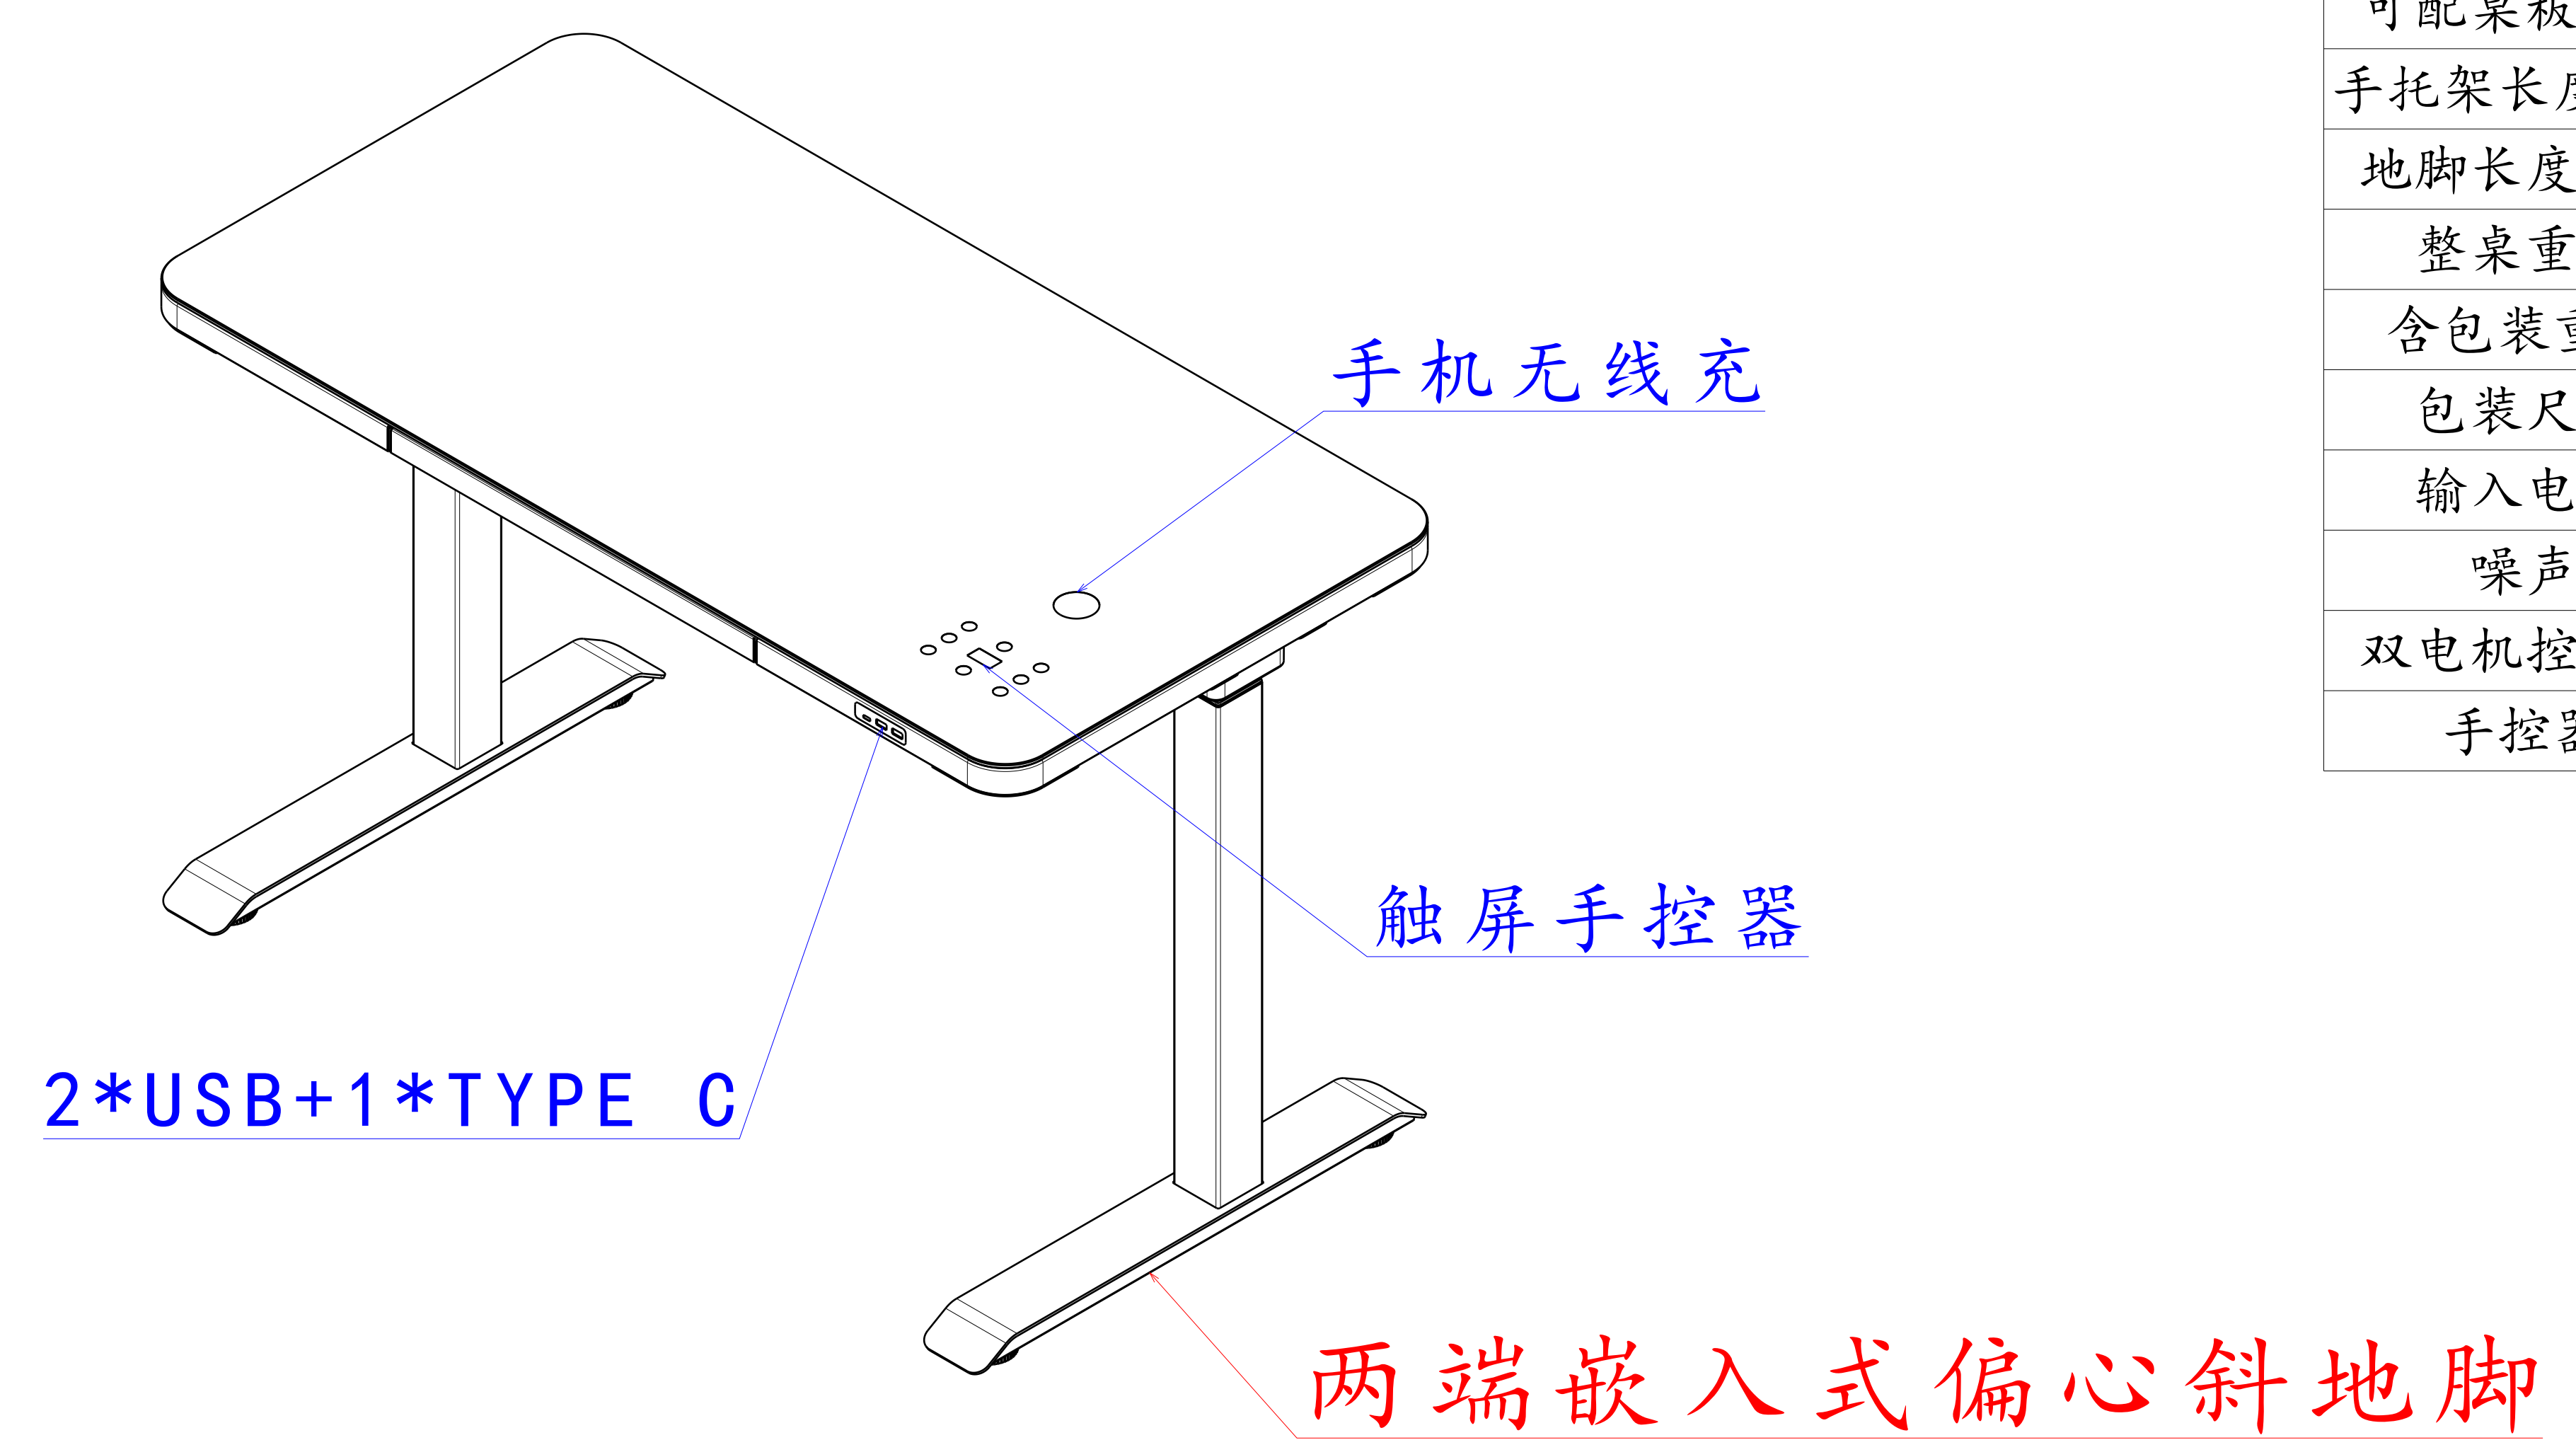 手机无线充
触屏手控器
2*USB+1*TYPE C
两端嵌入式偏心斜地脚
可配桌板
手托架长度
地脚长度
整桌重
含包装重
包装尺
输入电
噪声
双电机控
手控器